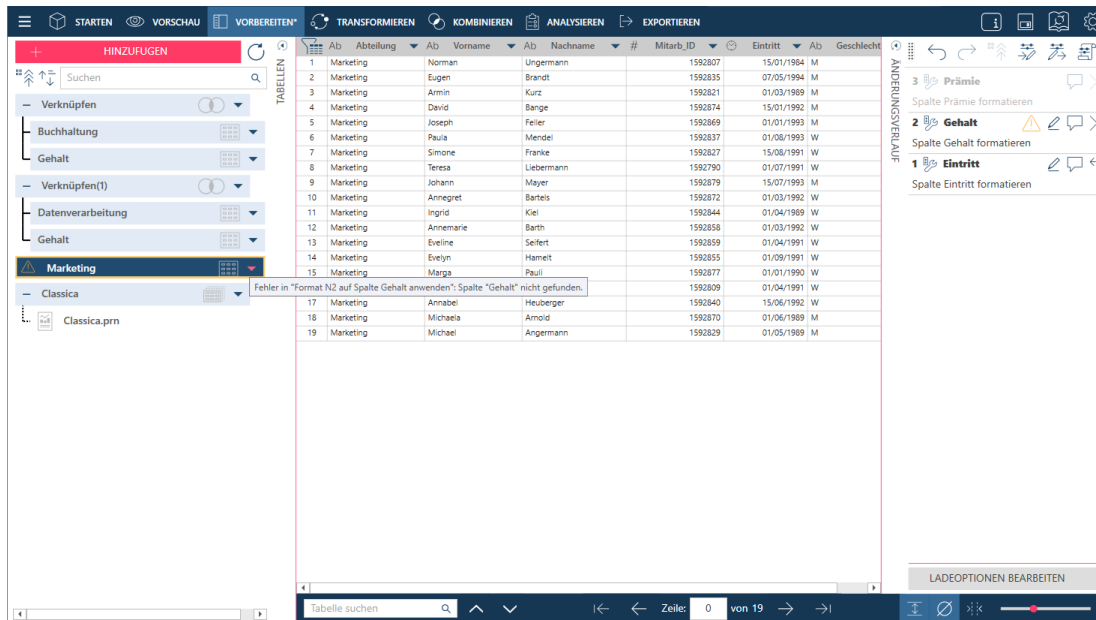 STARTEN VORSCHAU VORBEREITEN* TRANSFORMIEREN KOMBINIEREN ANALYSIEREN EXPORTIEREN
HINZUFUGEN
Suchen
Verknüpfen
Buchhaltung
Gehalt
Verknüpfen(1)
Datenverarbeitung
Gehalt
Marketing
Classica
Classica.prn
TABELLEN
Ab Abteilung Ab Vorname Ab Nachname # Mitarb_ID Eintritt Ab Geschlecht
1 Marketing Norman Ungermann 1592807 15/01/1984 M
2 Marketing Eugen Brandt 1592835 07/05/1994 M
3 Marketing Armin Kurz 1592821 01/03/1989 M
4 Marketing David Bange 1592874 15/01/1992 M
5 Marketing Joseph Feller 1592869 01/01/1993 M
6 Marketing Paula Mendel 1592837 01/08/1993 W
7 Marketing Simone Franke 1592827 15/08/1991 W
8 Marketing Teresa Liebermann 1592790 01/07/1991 W
9 Marketing Johann Mayer 1592879 15/07/1993 M
10 Marketing Annegret Bartels 1592872 01/03/1992 W
11 Marketing Ingrid Kiel 1592844 01/04/1989 W
12 Marketing Annemarie Barth 1592858 01/03/1992 W
13 Marketing Eveline Seifert 1592859 01/04/1991 W
14 Marketing Evelyn Hamelt 1592855 01/09/1991 W
15 Marketing Marga Pauli 1592877 01/01/1990 W
Fehler in "Format N2 auf Spalte Gehalt anwenden": Spalte "Gehalt" nicht gefunden. 1592809 01/04/1991 W
17 Marketing Annabel Heuberger 1592840 15/06/1992 W
18 Marketing Michaela Arnold 1592870 01/06/1989 M
19 Marketing Michael Angermann 1592829 01/05/1989 M
Tabelle suchen Zeile: 0 von 19
ÄNDERUNGSVERLAUF
3 Prämie
Spalte Prämie formatieren
2 Gehalt
Spalte Gehalt formatieren
1 Eintritt
Spalte Eintritt formatieren
LADEOPTIONEN BEARBEITEN